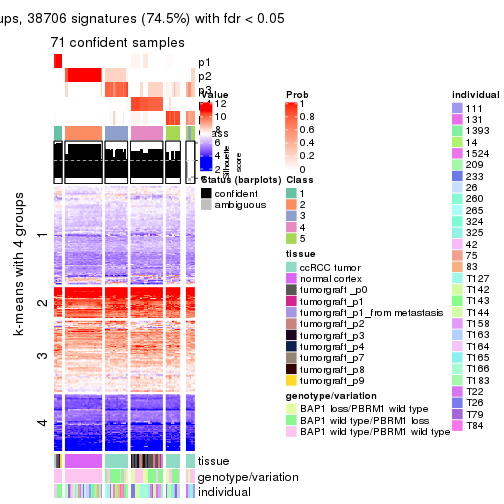 ups, 38706 signatures (74.5%) with fdr < 0.05
71 confident samples
p1
p2
p3
Value
12
10
8
6
4
2
Class
Silhouette
score
Status (barplots)
confident
ambiguous
Prob
1
0.8
0.6
0.4
0.2
0
Class
1
2
3
4
5
tissue
ccRCC tumor
normal cortex
tumorgraft_p0
tumorgraft_p1
tumorgraft_p1_from metastasis
tumorgraft_p2
tumorgraft_p3
tumorgraft_p4
tumorgraft_p7
tumorgraft_p8
tumorgraft_p9
genotype/variation
BAP1 loss/PBRM1 wild type
BAP1 wild type/PBRM1 loss
BAP1 wild type/PBRM1 wild type
individual
111
131
1393
14
1524
209
233
26
260
265
324
325
42
75
83
T127
T142
T143
T144
T158
T163
T164
T165
T166
T183
T22
T26
T79
T84
k-means with 4 groups
1
2
3
4
tissue
genotype/variation
individual